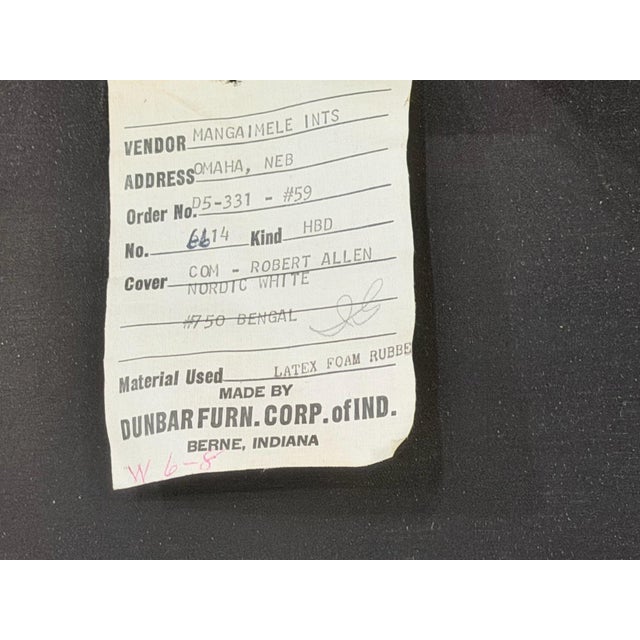 VENDOR MANGAIMELE INTS
ADDRESS OMAHA, NEB
Order No. D5-331 - #59
No. 6614 Kind HBD
Cover COM - ROBERT ALLEN
NORDIC WHITE
#750 BENGAL
Material Used LATEX FOAM RUBBE
MADE BY
DUNBAR FURN. CORP. of IND.
BERNE, INDIANA
W 6-8